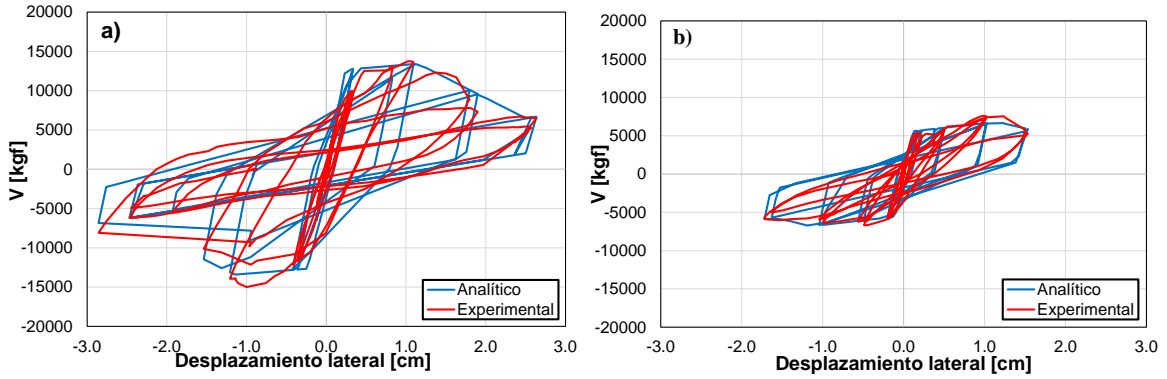 a)
20000
15000
10000
5000
0
-5000
-10000
-15000
-20000
V [kgf]
-3.0 -2.0 -1.0 0.0 1.0 2.0 3.0
Desplazamiento lateral [cm]
Analítico
Experimental
b)
20000
15000
10000
5000
0
-5000
-10000
-15000
-20000
V [kgf]
-3.0 -2.0 -1.0 0.0 1.0 2.0 3.0
Desplazamiento lateral [cm]
Analítico
Experimental